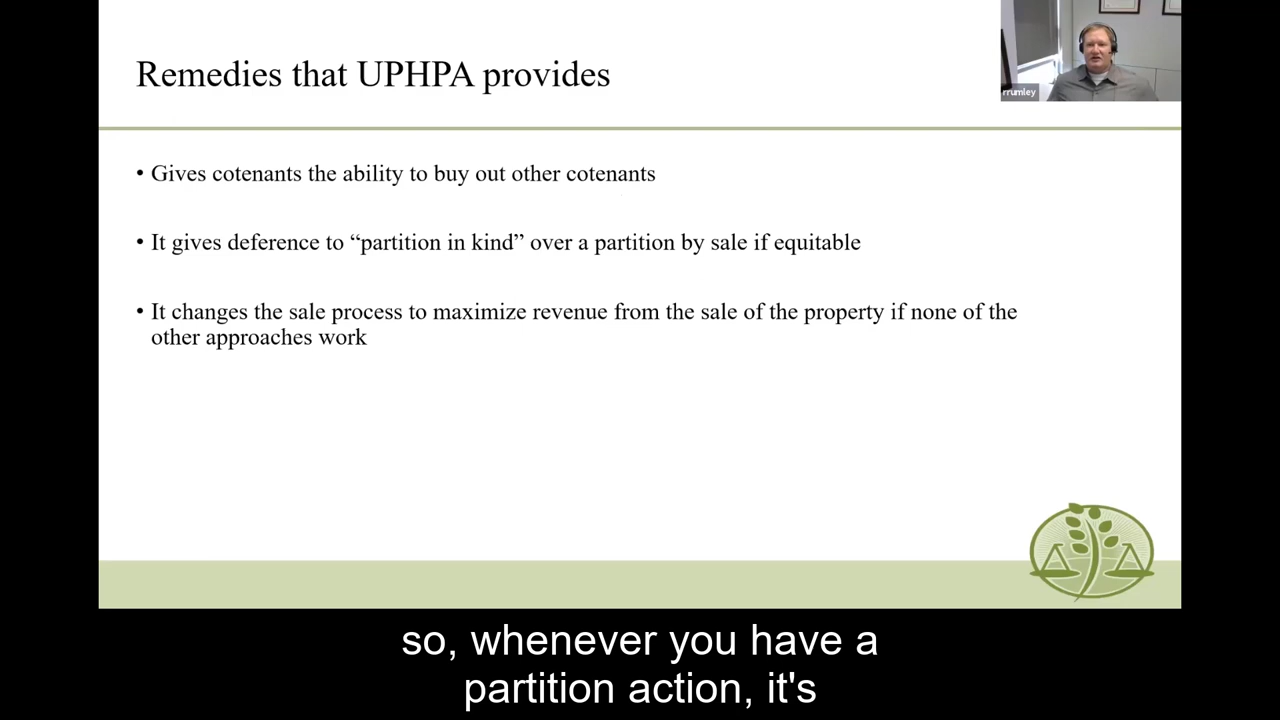 Remedies that UPHPA provides
rrumley
• Gives cotenants the ability to buy out other cotenants
• It gives deference to “partition in kind” over a partition by sale if equitable
• It changes the sale process to maximize revenue from the sale of the property if none of the
other approaches work
so, whenever you have a
partition action, it's